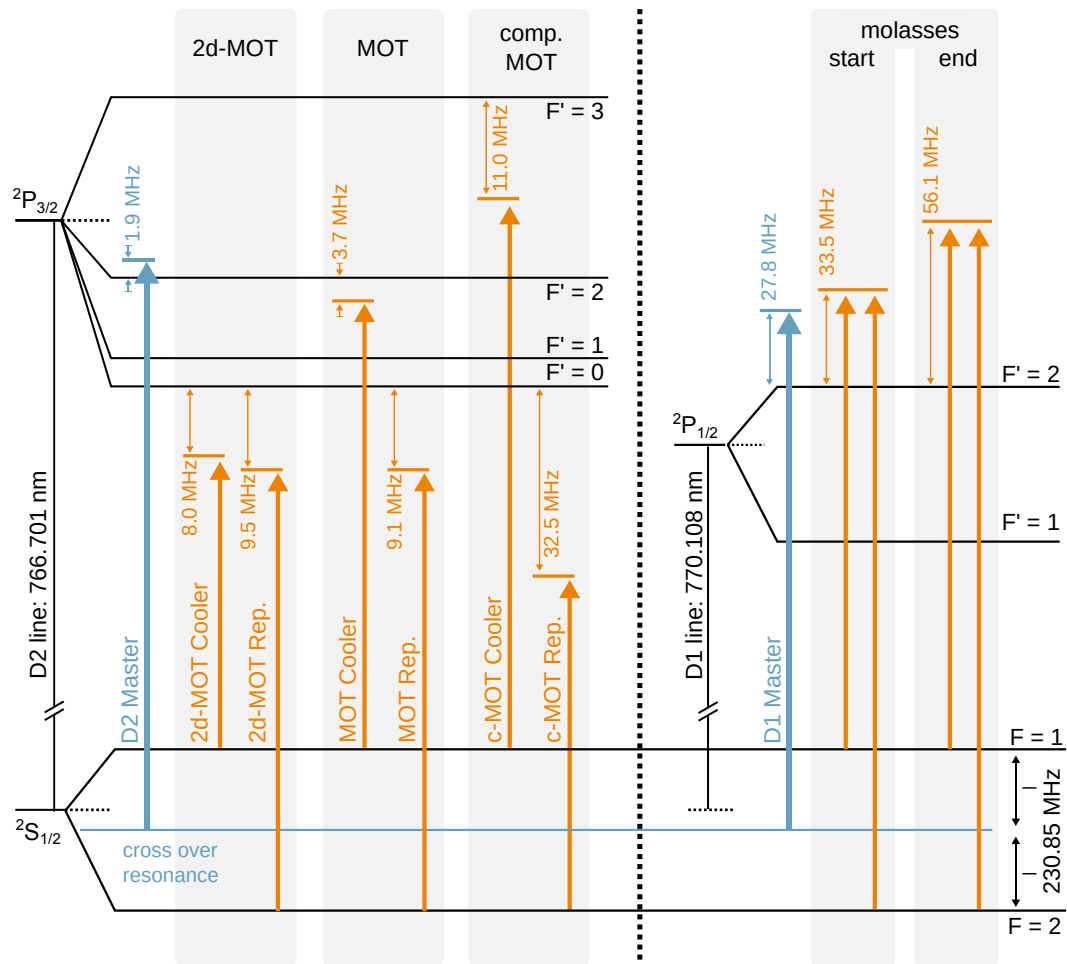 2d-MOT
MOT
comp.
MOT
molasses
start
end
F' = 3
11.0 MHz
56.1 MHz
²P₃/₂
1.9 MHz
3.7 MHz
33.5 MHz
27.8 MHz
F' = 2
F' = 1
F' = 0
F' = 2
²P₁/₂
8.0 MHz
9.5 MHz
9.1 MHz
32.5 MHz
F' = 1
D2 line: 766.701 nm
D1 line: 770.108 nm
D2 Master
2d-MOT Cooler
2d-MOT Rep.
MOT Cooler
MOT Rep.
c-MOT Cooler
c-MOT Rep.
D1 Master
F = 1
²S₁/₂
cross over
resonance
230.85 MHz
F = 2